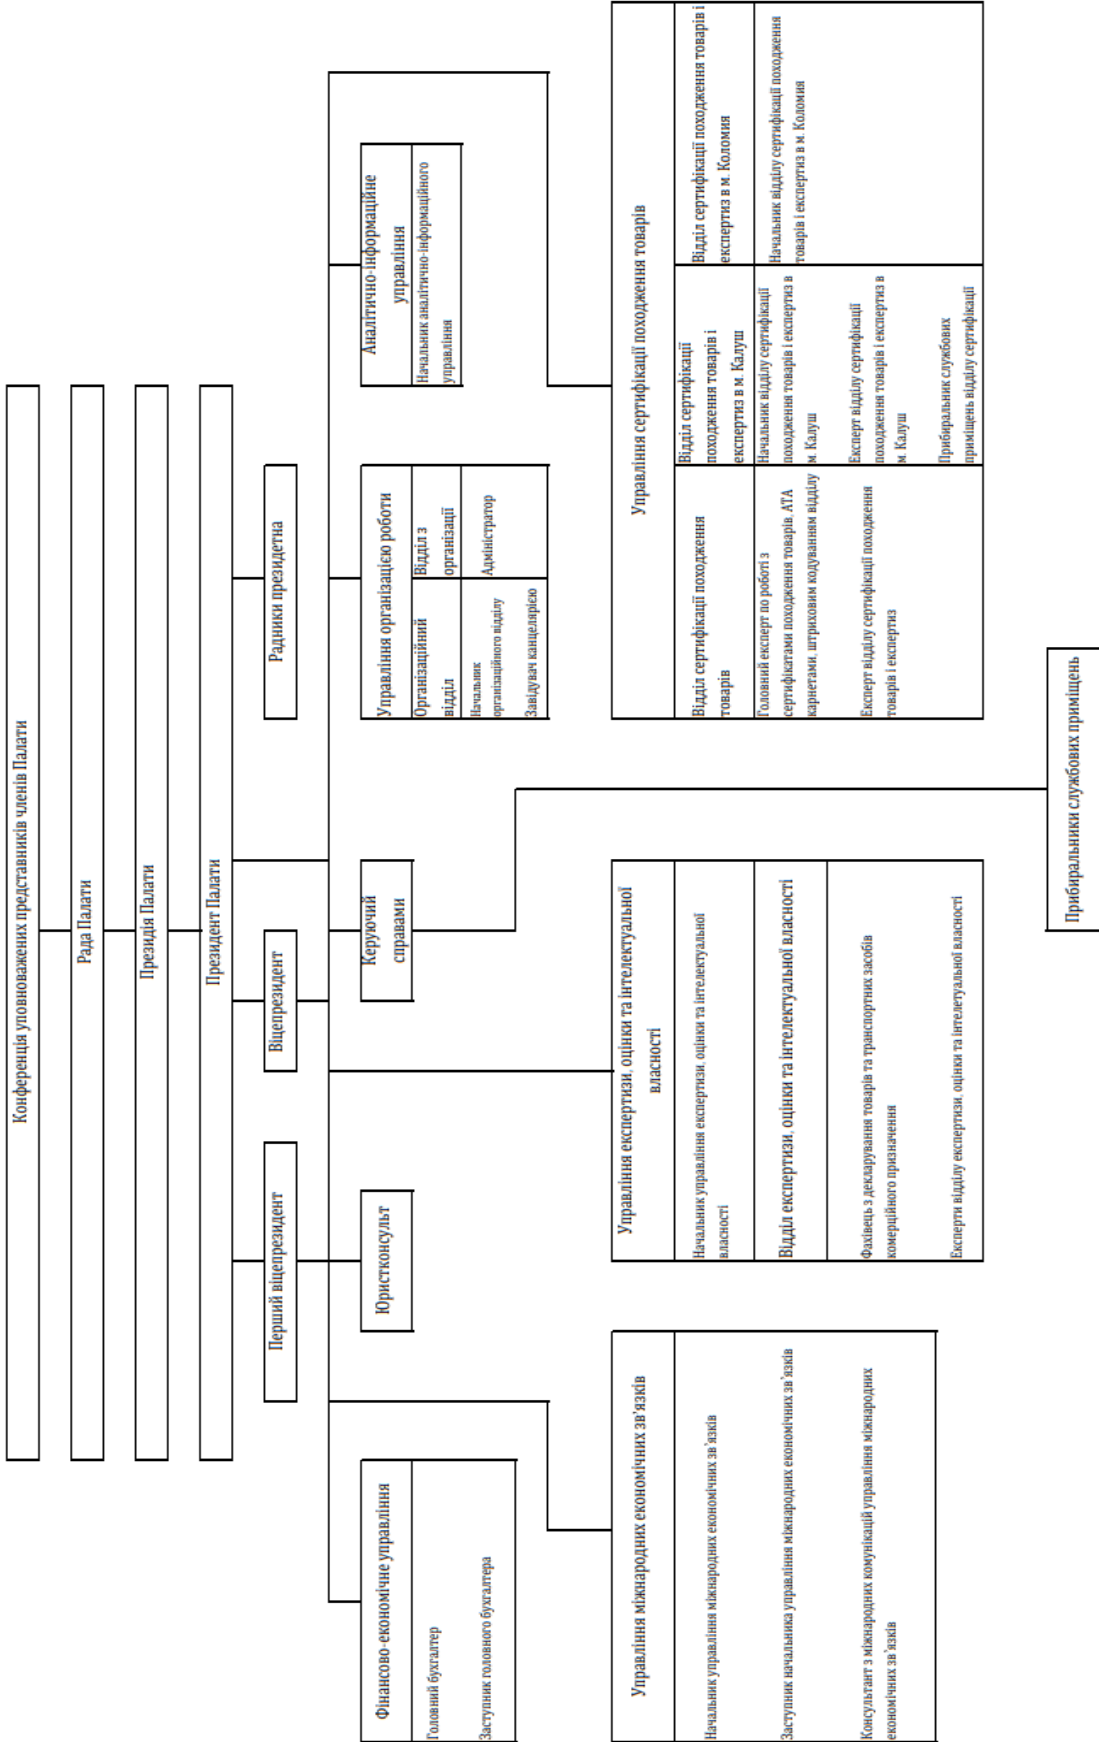 Конференція уповноважених представників членів Палати
Рада Палати
Президія Палати
Президент Палати
Перший віцепрезидент
Віцепрезидент
Радники президетна
Фінансово-економічне управління
Головний бухгалтер
Заступник головного бухгалтера
Юристконсульт
Керуючий
справами
Управління організацією роботи
Організаційний
відділ
Начальник
організаційного відділу
Завідувач канцелярією
Відділ з
організації
Адміністратор
Аналітично-інформаційне
управління
Начальник аналітично-інформаційного
управління
Управління міжнародних економічних зв'язків
Начальник управління міжнародних економічних зв'язків
Заступник начальника управління міжнародних економічних зв'язків
Консультант з міжнародних комунікацій управління міжнародних
економічних зв'язків
Управління експертизи, оцінки та інтелектуальної
власності
Начальник управління експертизи, оцінки та інтелектуальної
власності
Відділ експертизи, оцінки та інтелектуальної власності
Фахівець з декларування товарів та транспортних засобів
комерційного призначення
Експерти відділу експертизи, оцінки та інтелетуальної власності
Управління сертифікації походження товарів
Відділ сертифікації походження
товарів
Головний експерт по роботі з
сертифікатами походження товарів, АТА
карнетами, штриховим кодуванням відділу
Експерт відділу сертифікації походження
товарів і експертиз
Відділ сертифікації
походження товарів і
експертиз в м. Калуш
Начальник відділу сертифікації
походження товарів і експертиз в
м. Калуш
Експерт відділу сертифікації
походження товарів і експертиз в
м. Калуш
Прибиральник службових
приміщень відділу сертифікації
Відділ сертифікації походження товарів і
експертиз в м. Коломия
Начальник відділу сертифікації походження
товарів і експертиз в м. Коломия
Прибиральники службових приміщень